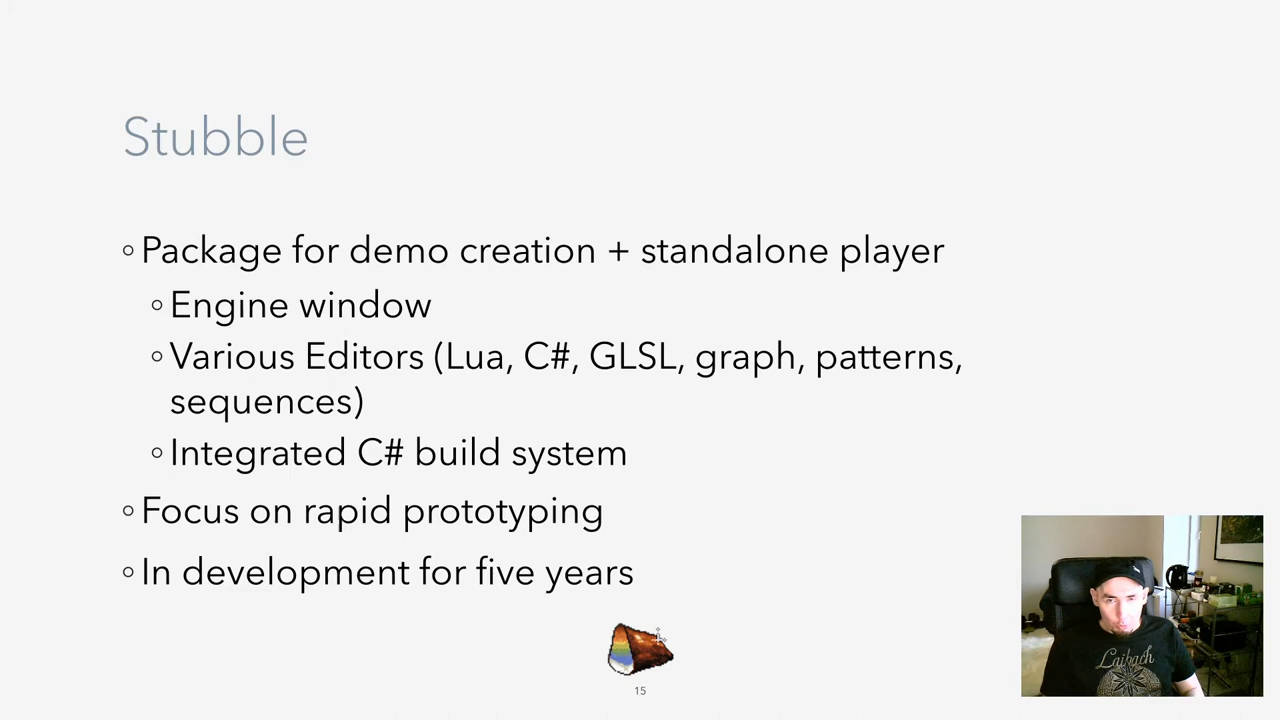 Stubble
◦ Package for demo creation + standalone player
◦ Engine window
◦ Various Editors (Lua, C#, GLSL, graph, patterns,
sequences)
◦ Integrated C# build system
◦ Focus on rapid prototyping
◦ In development for five years
15
Laibach